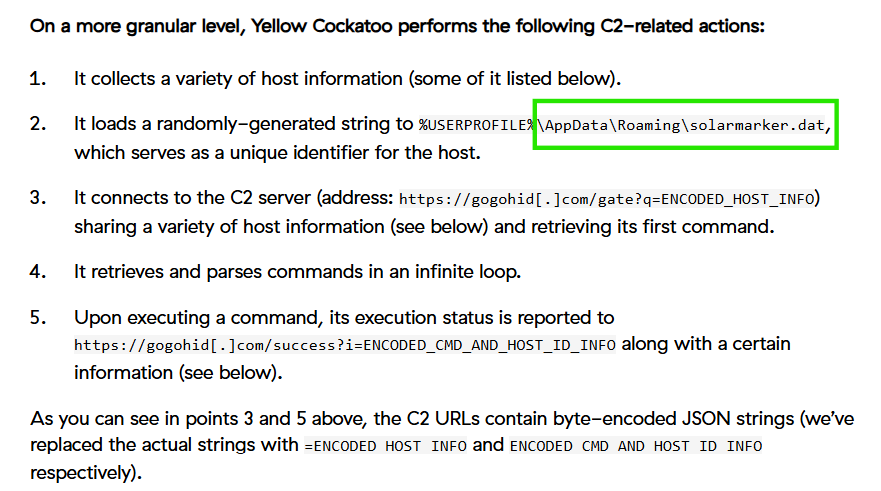 On a more granular level, Yellow Cockatoo performs the following C2-related actions:
1. It collects a variety of host information (some of it listed below).
2. It loads a randomly-generated string to %USERPROFILE%\AppData\Roaming\solarmarker.dat,
which serves as a unique identifier for the host.
3. It connects to the C2 server (address: https://gogohid[.]com/gate?q=ENCODED_HOST_INFO)
sharing a variety of host information (see below) and retrieving its first command.
4. It retrieves and parses commands in an infinite loop.
5. Upon executing a command, its execution status is reported to
https://gogohid[.]com/success?i=ENCODED_CMD_AND_HOST_ID_INFO along with a certain
information (see below).
As you can see in points 3 and 5 above, the C2 URLs contain byte-encoded JSON strings (we’ve
replaced the actual strings with =ENCODED HOST INFO and ENCODED CMD AND HOST ID INFO
respectively).